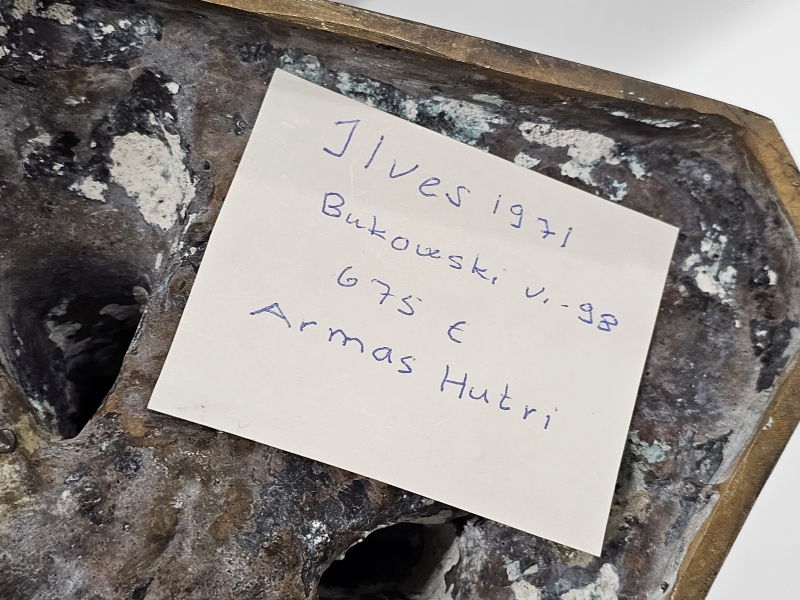 Ilves 1971
Bukowski v. -98
675 €
Armas Hutri